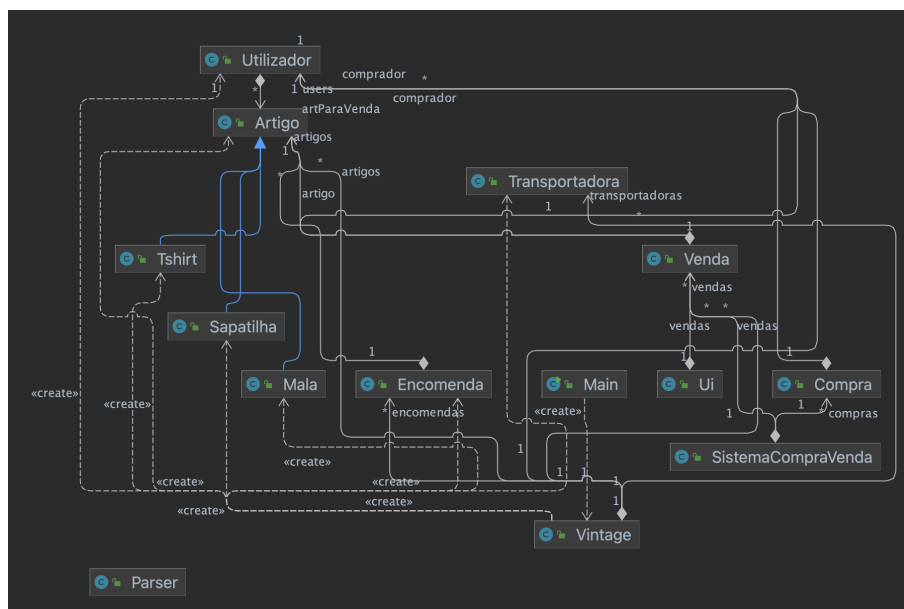 1
Utilizador
comprador
*
1
*
1
users
comprador
artParaVenda
Artigo
artigos
1
*
artigos
*
Transportadora
artigo
transportadoras
1
*
1
Tshirt
Venda
*
vendas
Sapatilha
*
*
vendas
vendas
1
1
1
Mala
Encomenda
Main
Ui
Compra
«create»
«create»
*
encomendas
«create»
1
1
*
compras
1
1
1
1
SistemaCompraVenda
«create»
«create»
«create»
«create»
1
Vintage
Parser